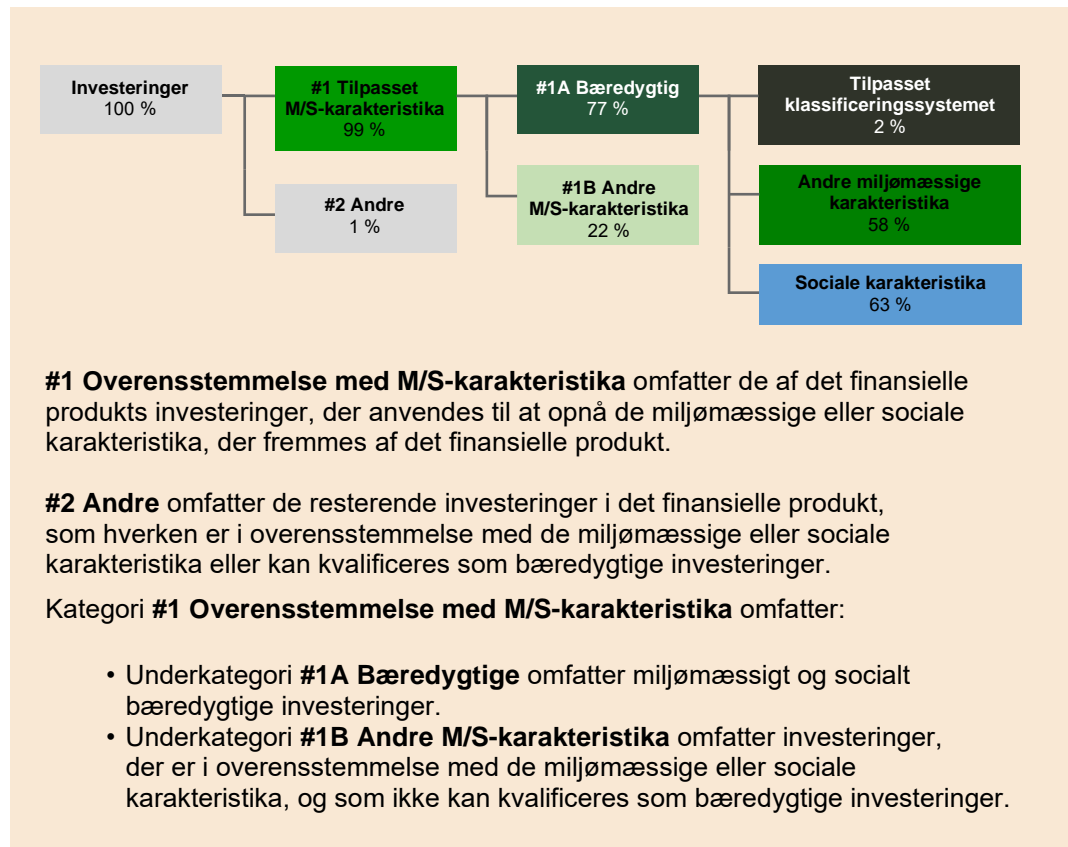 Investeringer
100 %
#1 Tilpasset
M/S-karakteristika
99 %
#2 Andre
1 %
#1A Bæredygtig
77 %
#1B Andre
M/S-karakteristika
22 %
Tilpasset
klassificeringssystemet
2 %
Andre miljømæssige
karakteristika
58 %
Sociale karakteristika
63 %
#1 Overensstemmelse med M/S-karakteristika omfatter de af det finansielle
produkts investeringer, der anvendes til at opnå de miljømæssige eller sociale
karakteristika, der fremmes af det finansielle produkt.
#2 Andre omfatter de resterende investeringer i det finansielle produkt,
som hverken er i overensstemmelse med de miljømæssige eller sociale
karakteristika eller kan kvalificeres som bæredygtige investeringer.
Kategori #1 Overensstemmelse med M/S-karakteristika omfatter:
• Underkategori #1A Bæredygtige omfatter miljømæssigt og socialt
bæredygtige investeringer.
• Underkategori #1B Andre M/S-karakteristika omfatter investeringer,
der er i overensstemmelse med de miljømæssige eller sociale
karakteristika, og som ikke kan kvalificeres som bæredygtige investeringer.